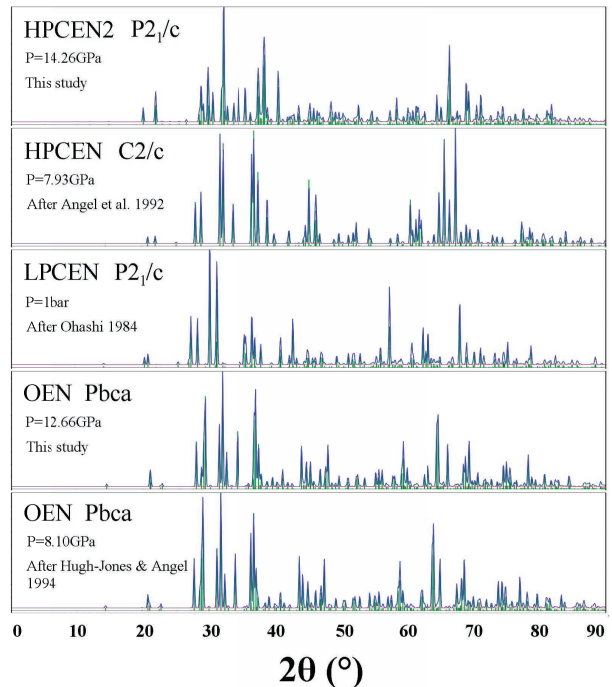 HPCEN2 P2₁/c
P=14.26GPa
This study
HPCEN C2/c
P=7.93GPa
After Angel et al. 1992
LPCEN P2₁/c
P=1bar
After Ohashi 1984
OEN Pbca
P=12.66GPa
This study
OEN Pbca
P=8.10GPa
After Hugh-Jones & Angel
1994
0 10 20 30 40 50 60 70 80 90
2θ (°)